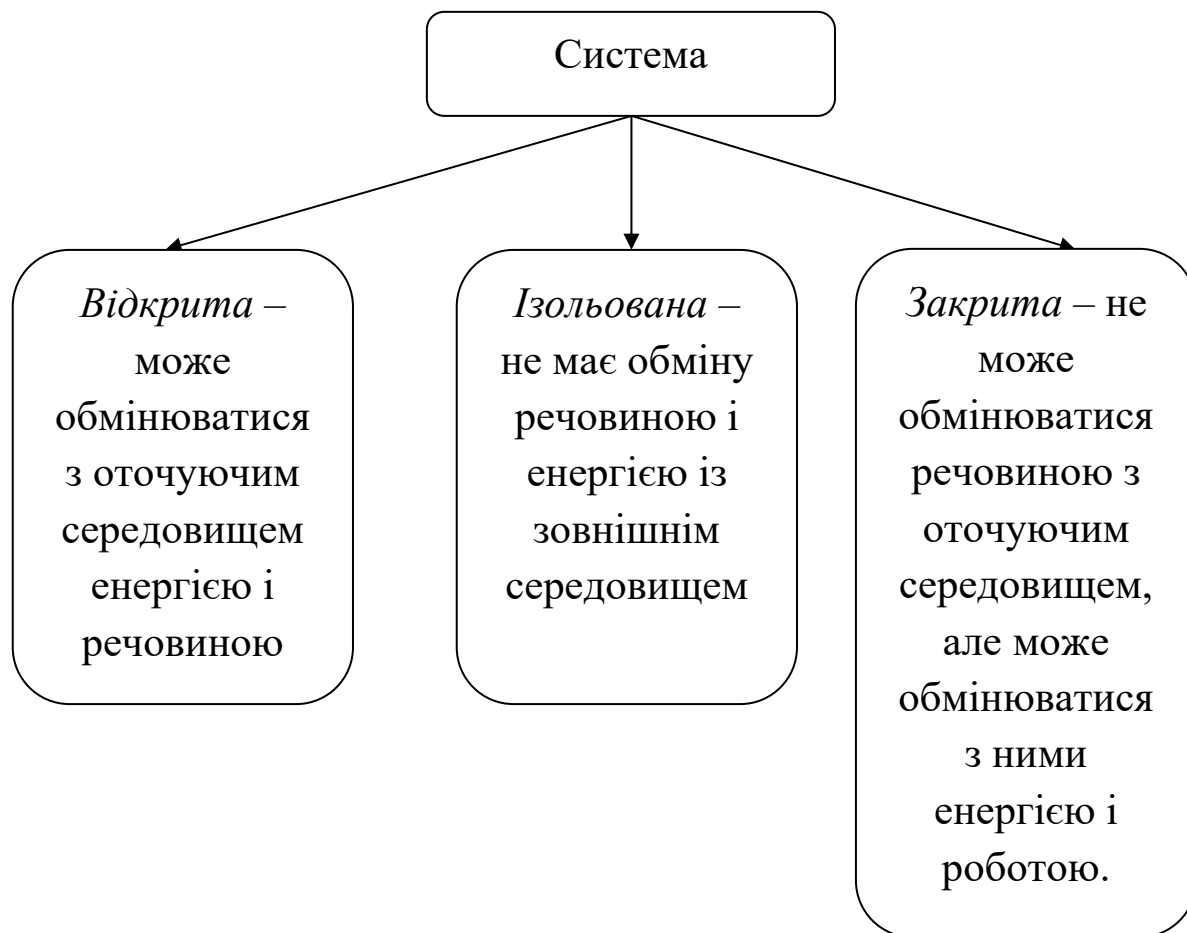 Система
Відкрита –
може
обмінюватися
з оточуючим
середовищем
енергією і
речовиною
Ізольована –
не має обміну
речовиною і
енергією із
зовнішнім
середовищем
Закрита – не
може
обмінюватися
речовиною з
оточуючим
середовищем,
але може
обмінюватися
з ними
енергією і
роботою.